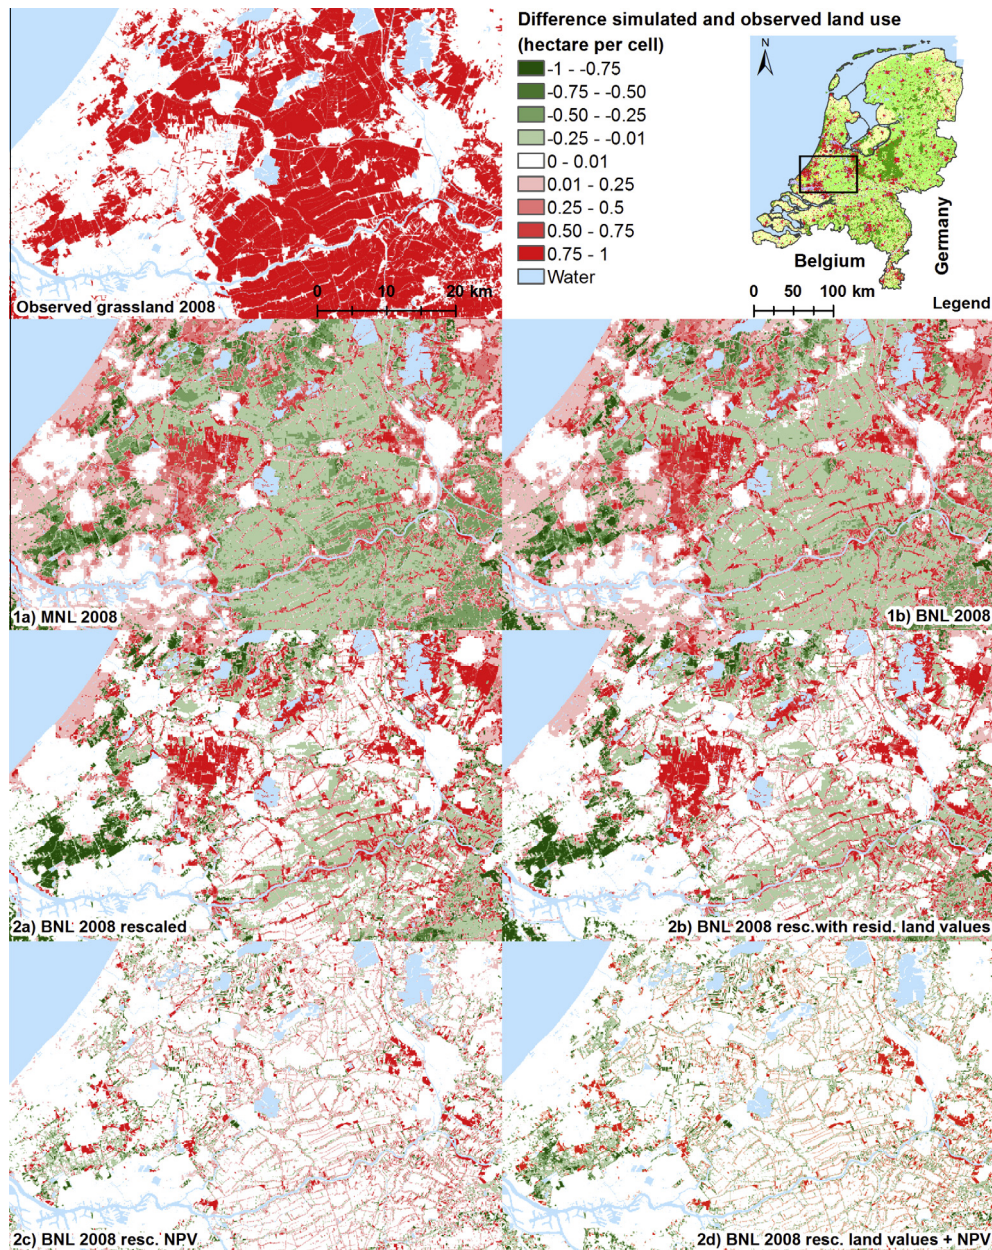 Difference simulated and observed land use
(hectare per cell)
-1 - -0.75
-0.75 - -0.50
-0.50 - -0.25
-0.25 - -0.01
0 - 0.01
0.01 - 0.25
0.25 - 0.5
0.50 - 0.75
0.75 - 1
Water
N
Belgium
Germany
0 50 100 km
Legend
Observed grassland 2008
0 10 20 km
1a) MNL 2008
1b) BNL 2008
2a) BNL 2008 rescaled
2b) BNL 2008 resc.with resid. land values
2c) BNL 2008 resc. NPV
2d) BNL 2008 resc. land values + NPV